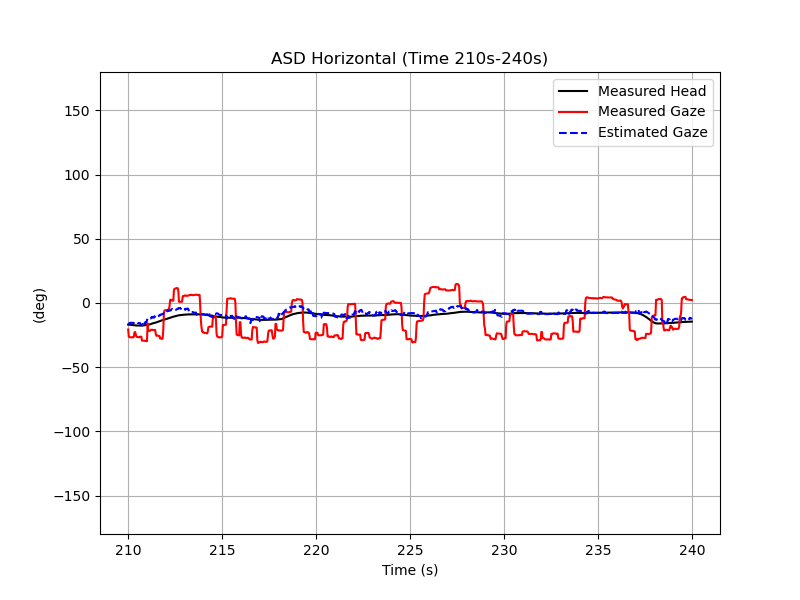 ASD Horizontal (Time 210s-240s)
Measured Head
Measured Gaze
Estimated Gaze
150
100
50
0
−50
−100
−150
(deg)
210 215 220 225 230 235 240
Time (s)